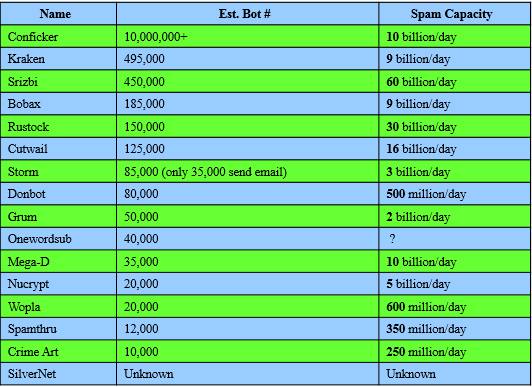 Name Est. Bot # Spam Capacity
Conficker 10,000,000+ 10 billion/day
Kraken 495,000 9 billion/day
Srizbi 450,000 60 billion/day
Bobax 185,000 9 billion/day
Rustock 150,000 30 billion/day
Cutwail 125,000 16 billion/day
Storm 85,000 (only 35,000 send email) 3 billion/day
Donbot 80,000 500 million/day
Grum 50,000 2 billion/day
Onewordsub 40,000 ?
Mega-D 35,000 10 billion/day
Nucrypt 20,000 5 billion/day
Wopla 20,000 600 million/day
Spamthru 12,000 350 million/day
Crime Art 10,000 250 million/day
SilverNet Unknown Unknown